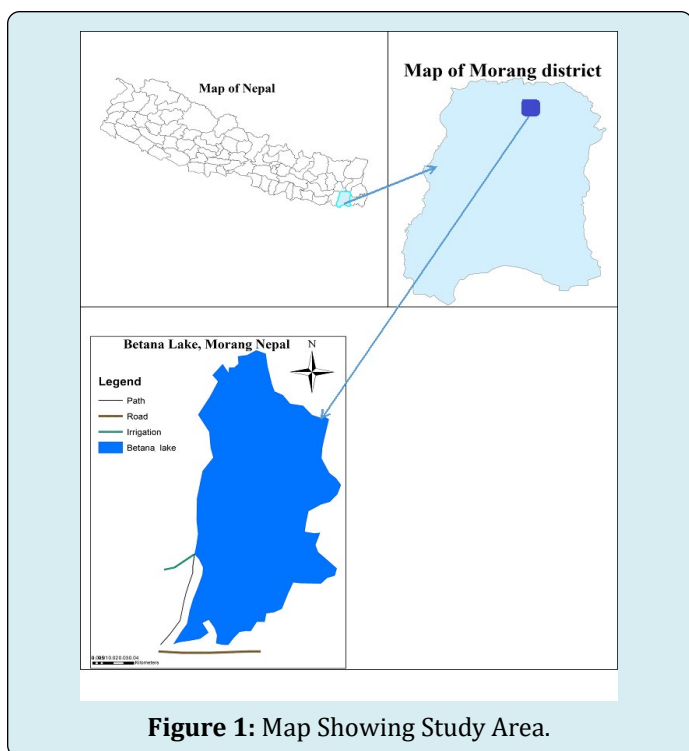 Map of Nepal
Map of Morang district
Betana Lake, Morang Nepal
N
Legend
Path
Road
Irrigation
Betana lake
Kilometers
Figure 1: Map Showing Study Area.